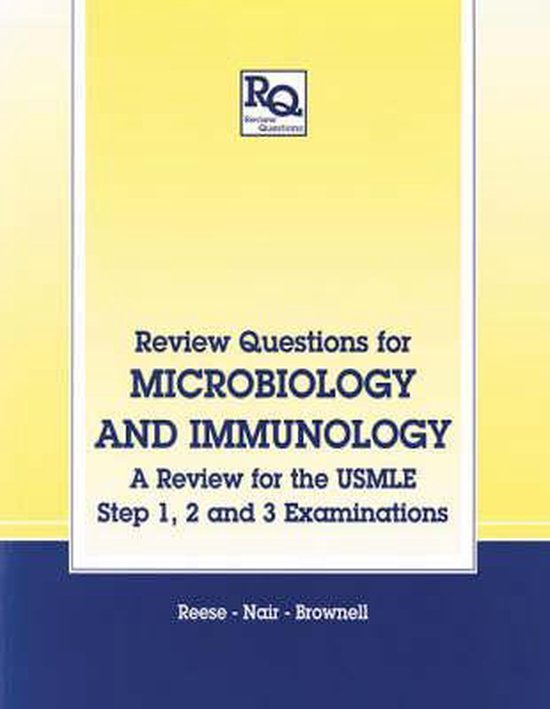 RQ
Review
Questions
Review Questions for
MICROBIOLOGY
AND IMMUNOLOGY
A Review for the USMLE
Step 1, 2 and 3 Examinations
Reese - Nair - Brownell